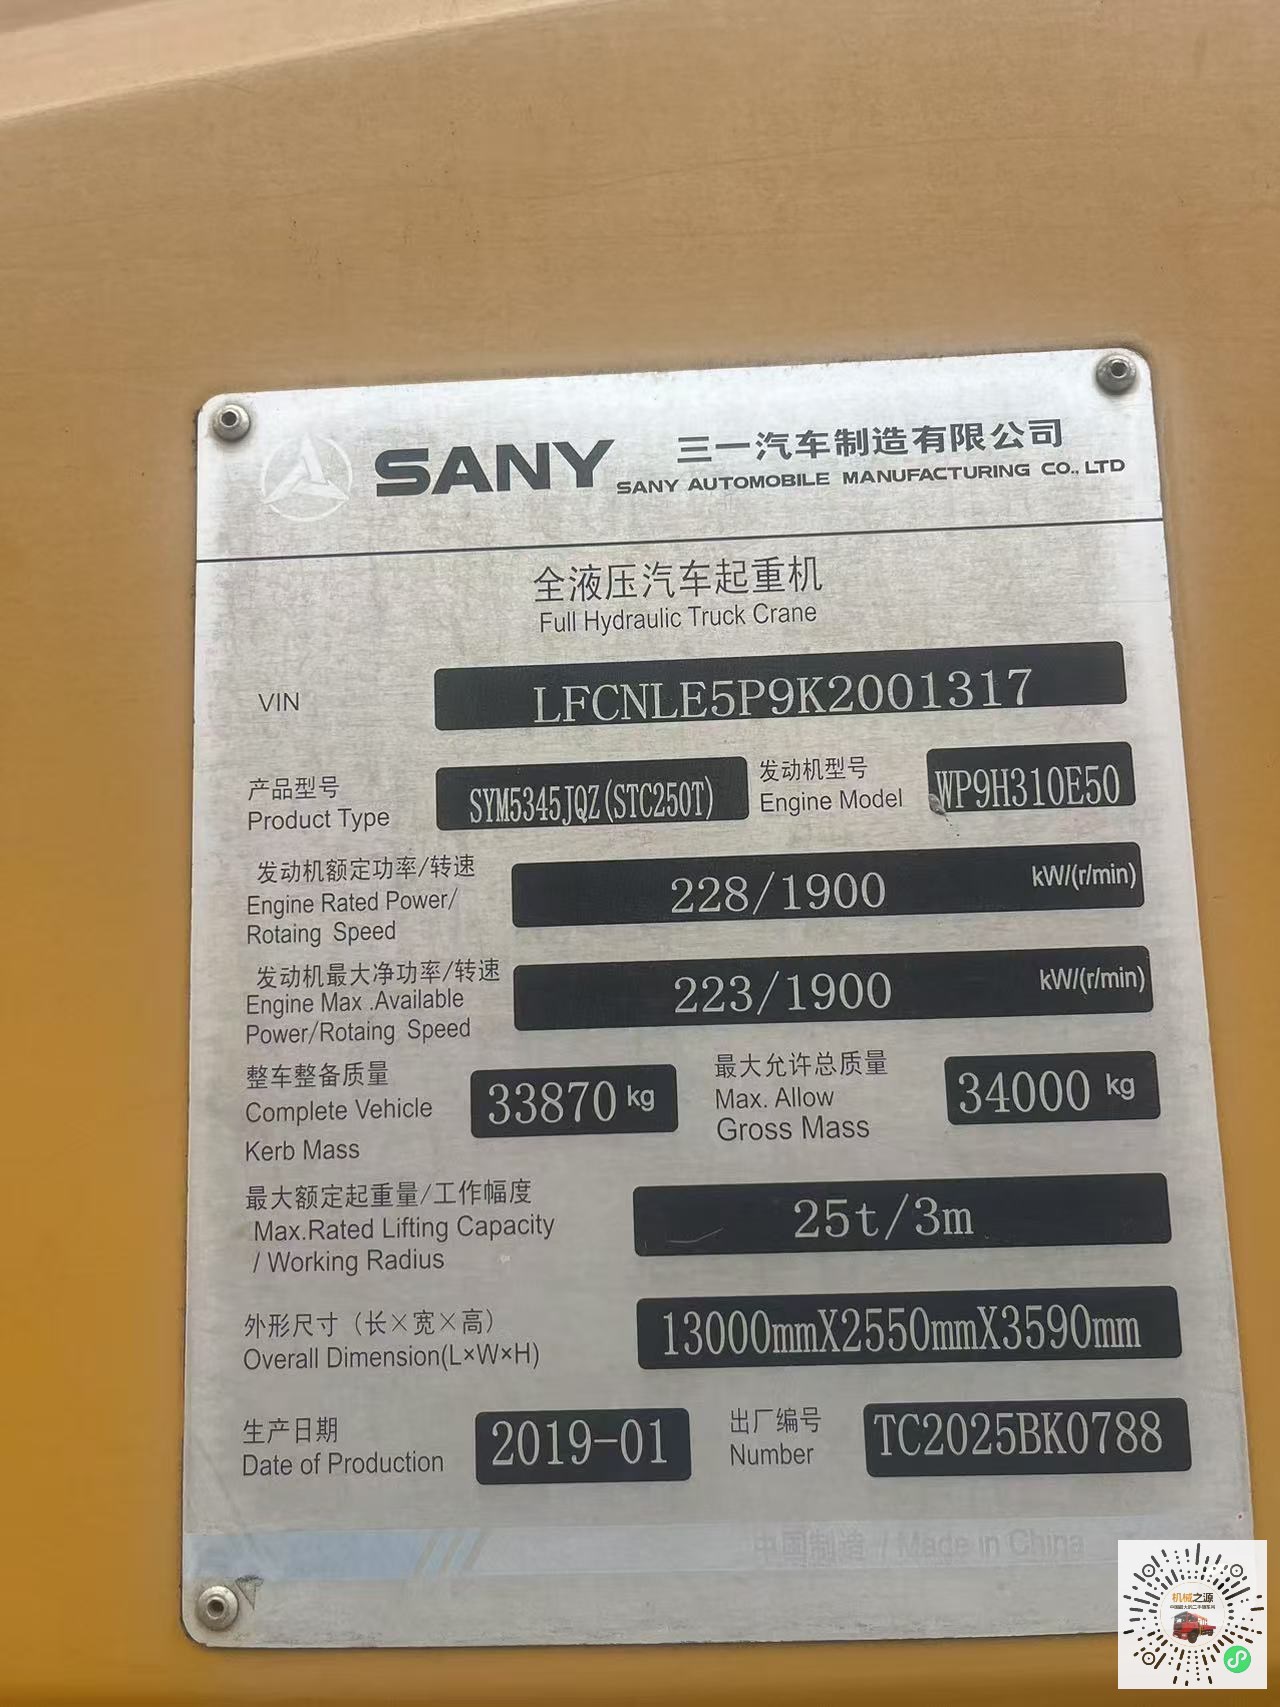 SANY 三一汽车制造有限公司
SANY AUTOMOBILE MANUFACTURING CO., LTD
全液压汽车起重机
Full Hydraulic Truck Crane
VIN LFCNLE5P9K2001317
产品型号 SYM5345JQZ(STC250T) 发动机型号 WP9H310E50
Product Type Engine Model
发动机额定功率/转速 228/1900 kW/(r/min)
Engine Rated Power/
Rotaing Speed
发动机最大净功率/转速 223/1900 kW/(r/min)
Engine Max .Available
Power/Rotaing Speed
整车整备质量 33870 kg 最大允许总质量 34000 kg
Complete Vehicle Max. Allow
Kerb Mass Gross Mass
最大额定起重量/工作幅度 25t/3m
Max.Rated Lifting Capacity
/ Working Radius
外形尺寸（长×宽×高） 13000mmX2550mmX3590mm
Overall Dimension(L×W×H)
生产日期 2019-01 出厂编号 TC2025BK0788
Date of Production Number
中国制造 / Made in China
机械之源